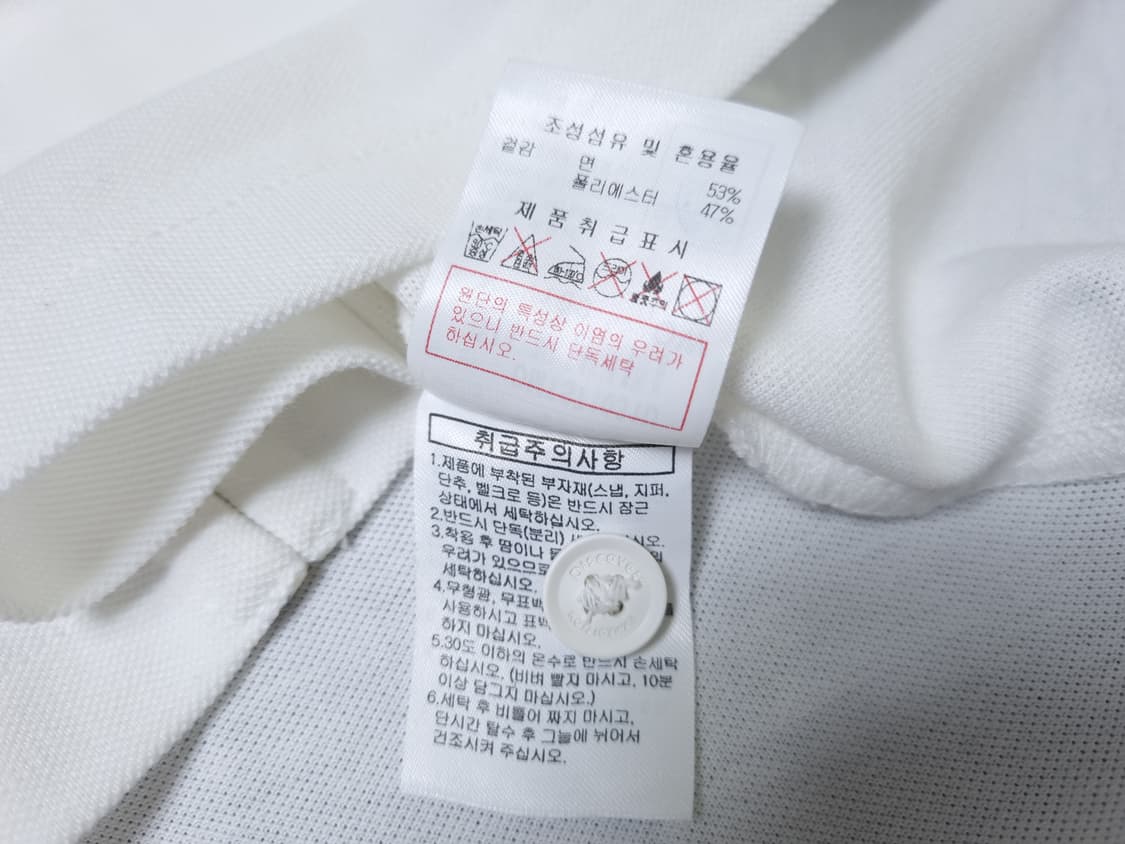 조성섬유 및 혼용율
겉감 면 53%
폴리에스터 47%
제품취급표시
손세탁
원단의 특성상 이염의 우려가
있으니 반드시 단독세탁
하십시오.
취급주의사항
1.제품에 부착된 부자재(스냅, 지퍼,
단추, 벨크로 등)은 반드시 잠근
상태에서 세탁하십시오.
2.반드시 단독(분리)
3.착용 후 땀이나
우려가 있으므로
세탁하십시오.
4.무형광, 무표백
사용하시고 표백
하지 마십시오.
5.30도 이하의 온수로 반드시 손세탁
하십시오. (비벼 빨지 마시고, 10분
이상 담그지 마십시오.)
6.세탁 후 비틀어 짜지 마시고,
단시간 탈수 후 그늘에 뉘어서
건조시켜 주십시오.
DISCOVERY